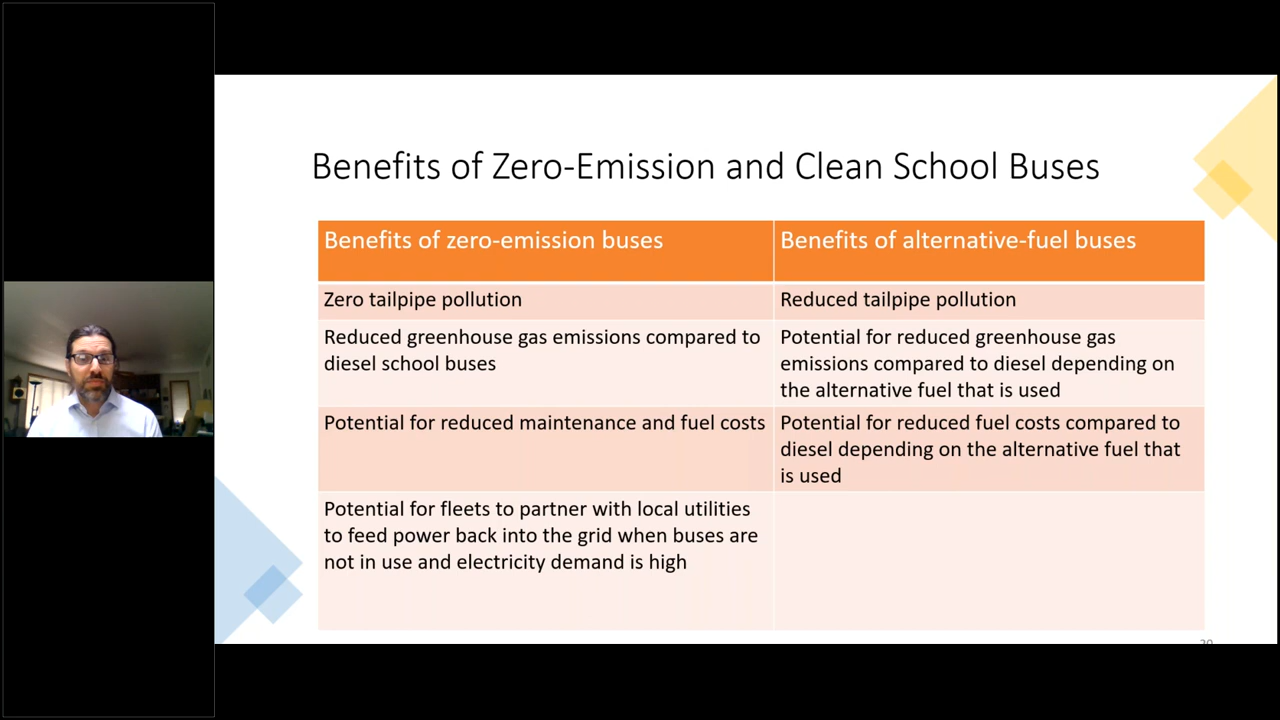 Benefits of Zero-Emission and Clean School Buses
Benefits of zero-emission buses
Benefits of alternative-fuel buses
Zero tailpipe pollution
Reduced tailpipe pollution
Reduced greenhouse gas emissions compared to
diesel school buses
Potential for reduced greenhouse gas
emissions compared to diesel depending on
the alternative fuel that is used
Potential for reduced maintenance and fuel costs
Potential for reduced fuel costs compared to
diesel depending on the alternative fuel that
is used
Potential for fleets to partner with local utilities
to feed power back into the grid when buses are
not in use and electricity demand is high